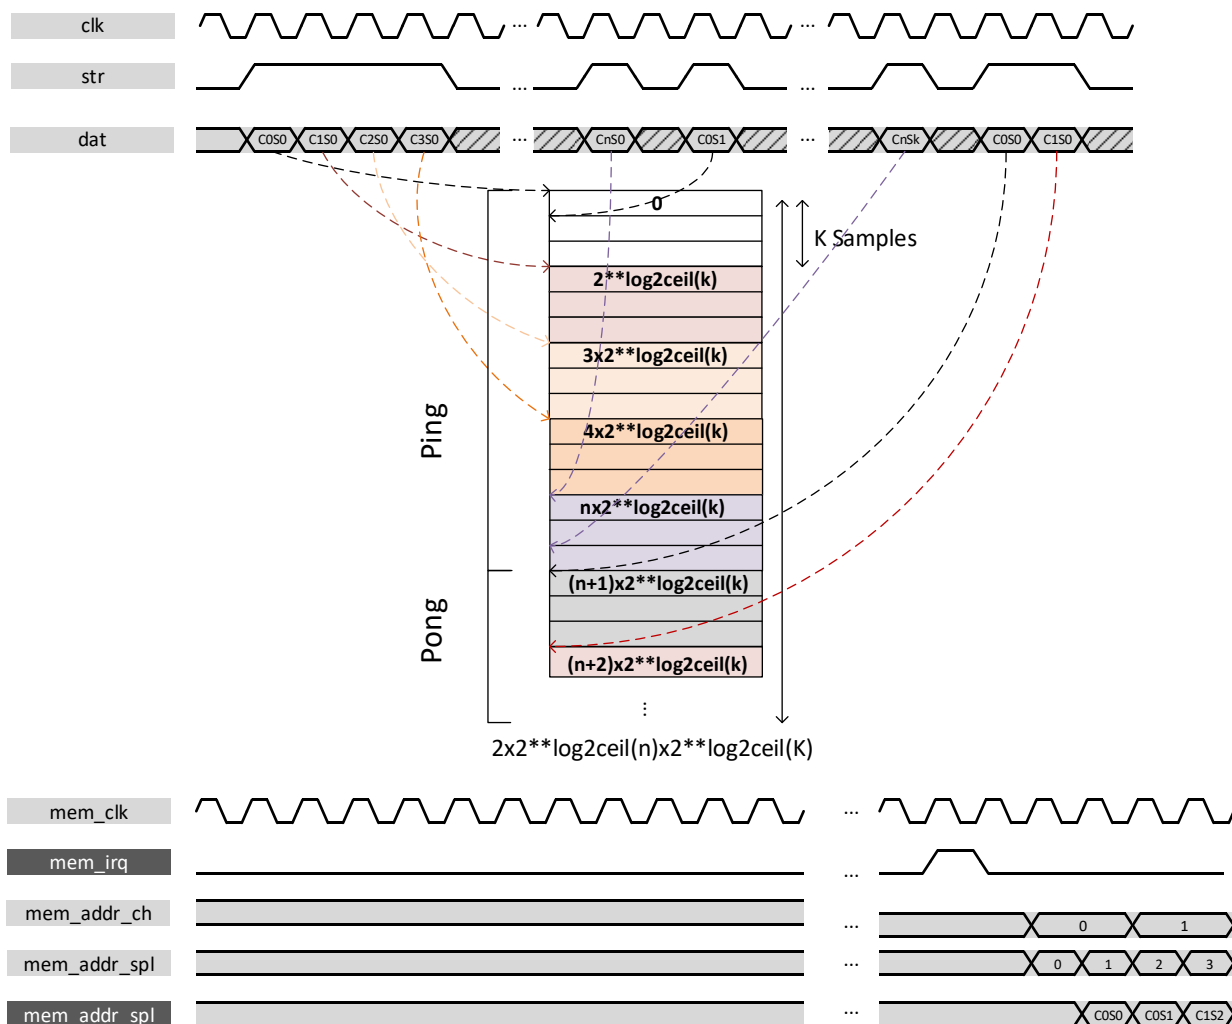 clk
...
...
str
...
...
dat
C0S0 C1S0 C2S0 C3S0 ... CnS0 C0S1 ... CnSk C0S0 C1S0
0
K Samples
2**log2ceil(k)
3x2**log2ceil(k)
4x2**log2ceil(k)
Ping
nx2**log2ceil(k)
(n+1)x2**log2ceil(k)
Pong
(n+2)x2**log2ceil(k)
...
2x2**log2ceil(n)x2**log2ceil(K)
mem_clk
...
mem_irq
...
mem_addr_ch
... 0 1
mem_addr_spl
... 0 1 2 3
mem_addr_spl
... C0S0 C0S1 C1S2